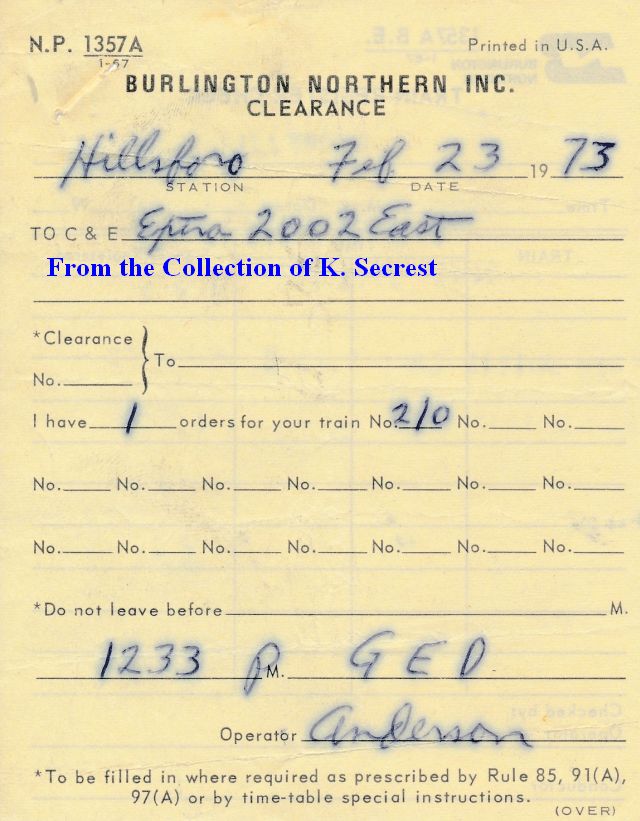 N.P. 1357A Printed in U.S.A.
1-67
BURLINGTON NORTHERN INC.
CLEARANCE
Hillsboro Feb 23 1973
STATION DATE
TO C & E Extra 2002 East
From the Collection of K. Secrest
*Clearance
To
No.
I have 1 orders for your train No. 210 No. No.
No. No. No. No. No. No. No.
No. No. No. No. No. No. No.
*Do not leave before M.
1233 P M. G E D
Operator Anderson
*To be filled in where required as prescribed by Rule 85, 91(A),
97(A) or by time-table special instructions.
(OVER)